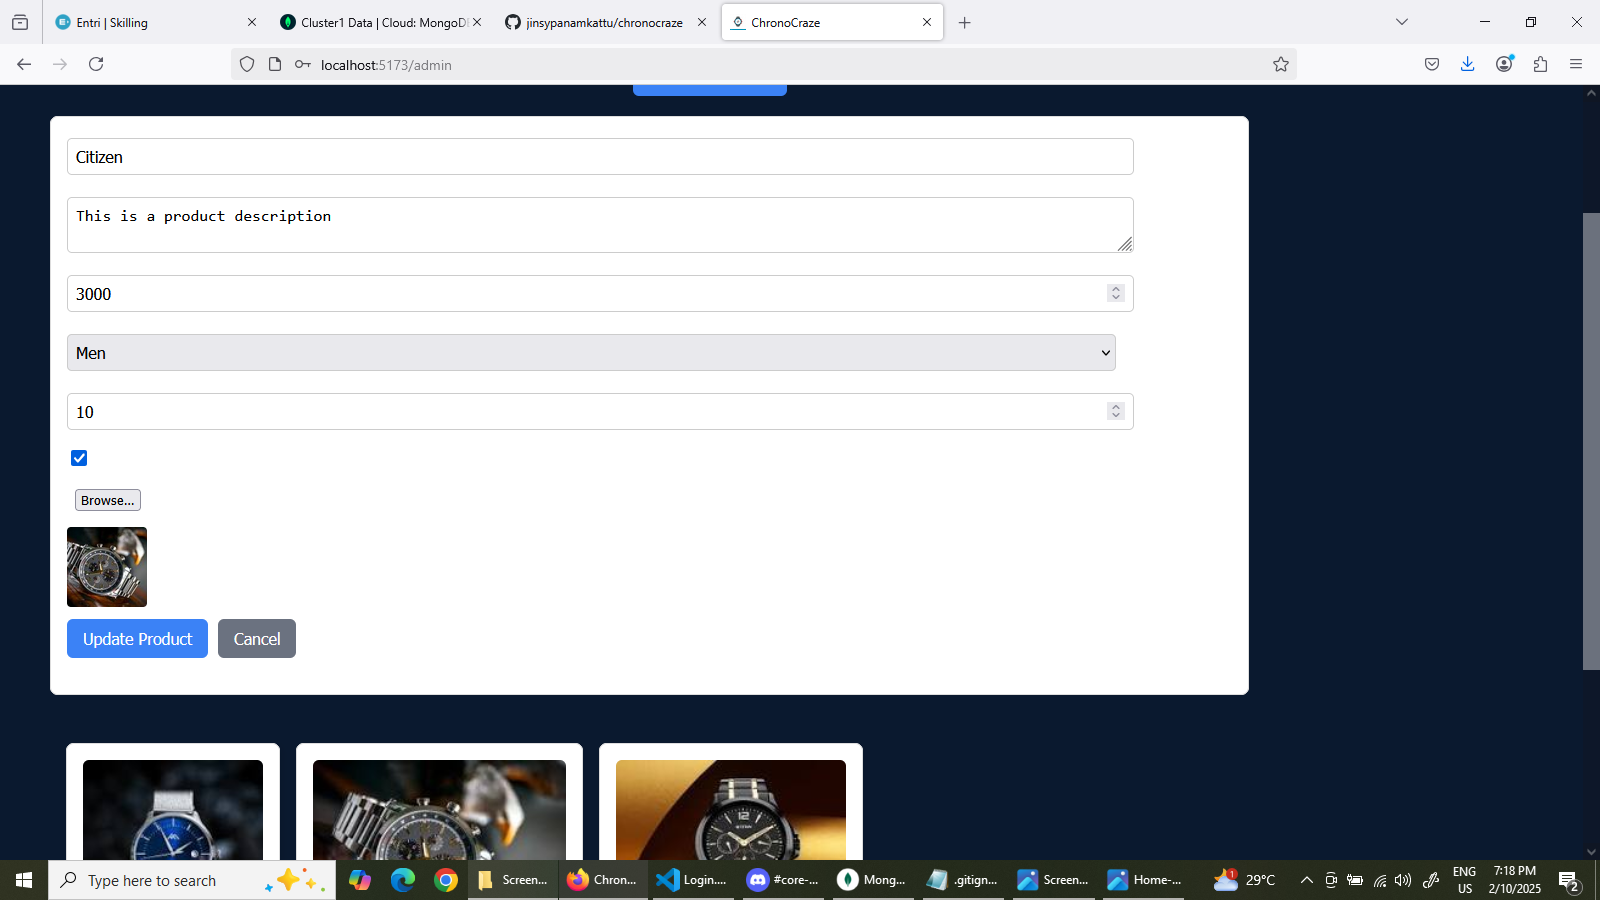 Entri | Skilling
Cluster1 Data | Cloud: MongoD
jinsypanamkattu/chronocraze
ChronoCraze
localhost:5173/admin
Citizen
This is a product description
3000
Men
10
Browse...
Update Product
Cancel
Type here to search
Screen...
Chron...
Login....
#core-...
Mong...
.gitign...
Screen...
Home-...
1
29°C
ENG
US
7:18 PM
2/10/2025
2